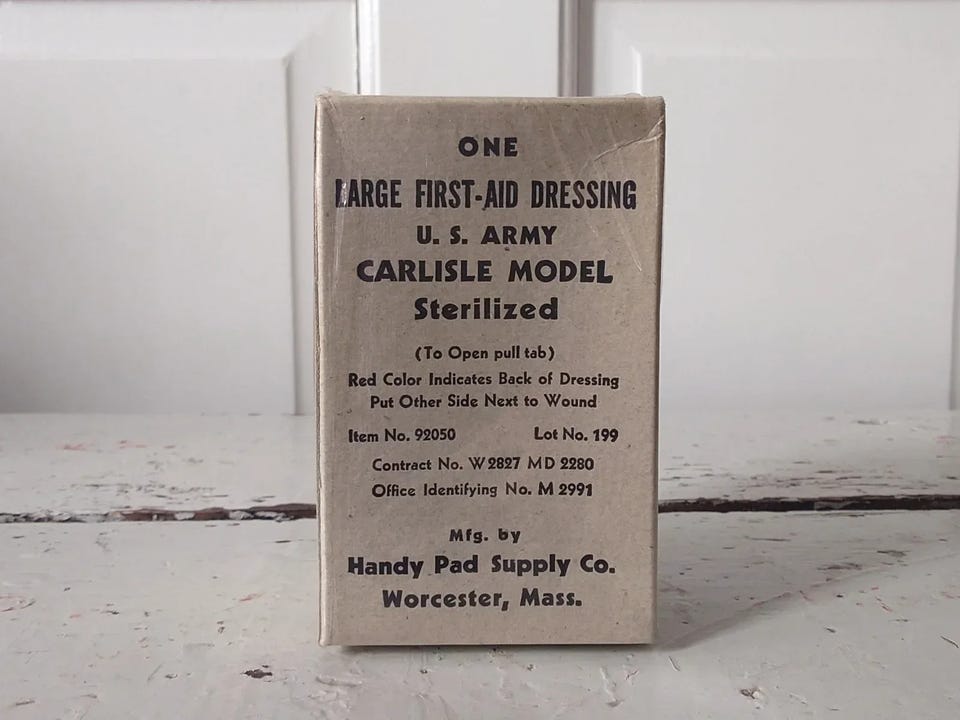 ONE
LARGE FIRST-AID DRESSING
U. S. ARMY
CARLISLE MODEL
Sterilized
(To Open pull tab)
Red Color Indicates Back of Dressing
Put Other Side Next to Wound
Item No. 92050 Lot No. 199
Contract No. W 2827 MD 2280
Office Identifying No. M 2991
Mfg. by
Handy Pad Supply Co.
Worcester, Mass.